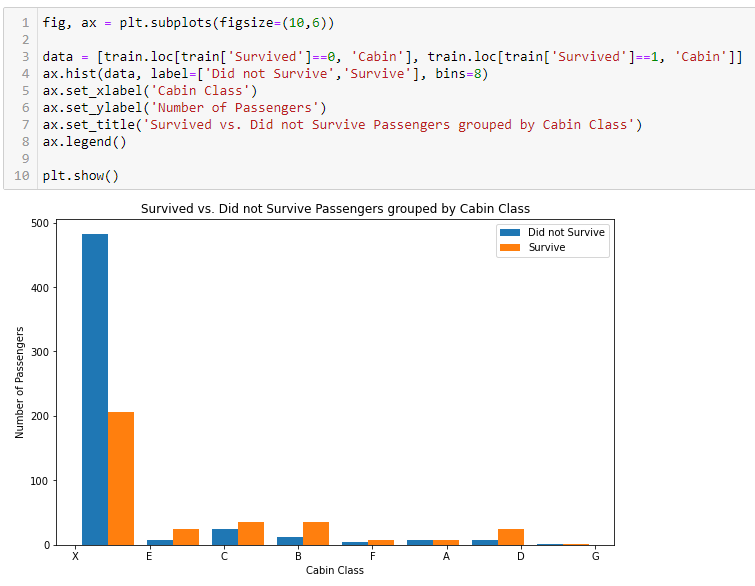 1 fig, ax = plt.subplots(figsize=(10,6))
2
3 data = [train.loc[train['Survived']==0, 'Cabin'], train.loc[train['Survived']==1, 'Cabin']]
4 ax.hist(data, label=['Did not Survive','Survive'], bins=8)
5 ax.set_xlabel('Cabin Class')
6 ax.set_ylabel('Number of Passengers')
7 ax.set_title('Survived vs. Did not Survive Passengers grouped by Cabin Class')
8 ax.legend()
9
10 plt.show()
Survived vs. Did not Survive Passengers grouped by Cabin Class
Did not Survive
Survive
500
400
300
200
100
0
Number of Passengers
X E C B F A D G
Cabin Class